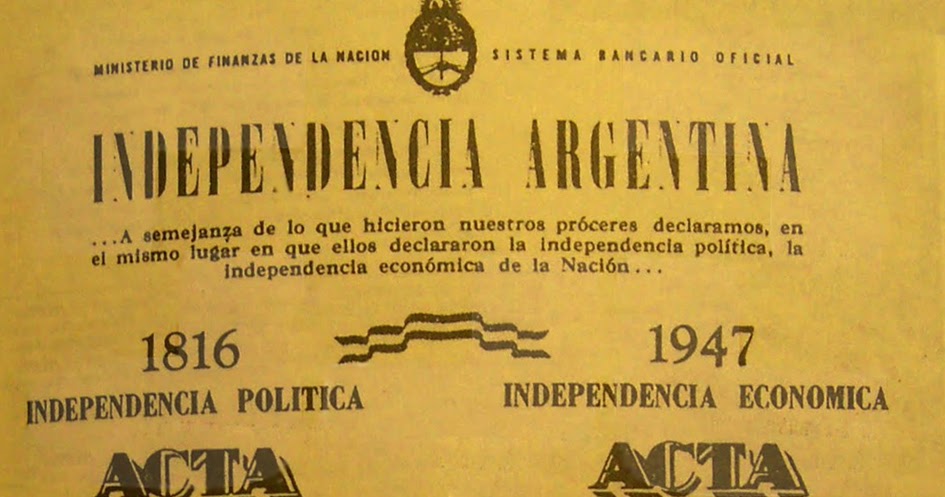 MINISTERIO DE FINANZAS DE LA NACION SISTEMA BANCARIO OFICIAL
INDEPENDENCIA ARGENTINA
...A semejanza de lo que hicieron nuestros próceres declaramos, en
el mismo lugar en que ellos declararon la independencia política, la
independencia económica de la Nación...
1816 1947
INDEPENDENCIA POLITICA INDEPENDENCIA ECONOMICA
ACTA ACTA